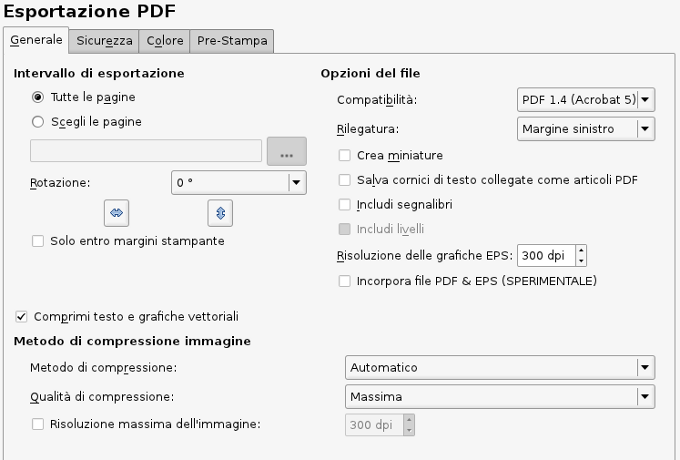 Esportazione PDF
Generale Sicurezza Colore Pre-Stampa
Intervallo di esportazione
Tutte le pagine
Scegli le pagine
...
Rotazione: 0 °
Solo entro margini stampante
Opzioni del file
Compatibilità: PDF 1.4 (Acrobat 5)
Rilegatura: Margine sinistro
Crea miniature
Salva cornici di testo collegate come articoli PDF
Includi segnalibri
Includi livelli
Risoluzione delle grafiche EPS: 300 dpi
Incorpora file PDF & EPS (SPERIMENTALE)
Comprimi testo e grafiche vettoriali
Metodo di compressione immagine
Metodo di compressione: Automatico
Qualità di compressione: Massima
Risoluzione massima dell'immagine: 300 dpi